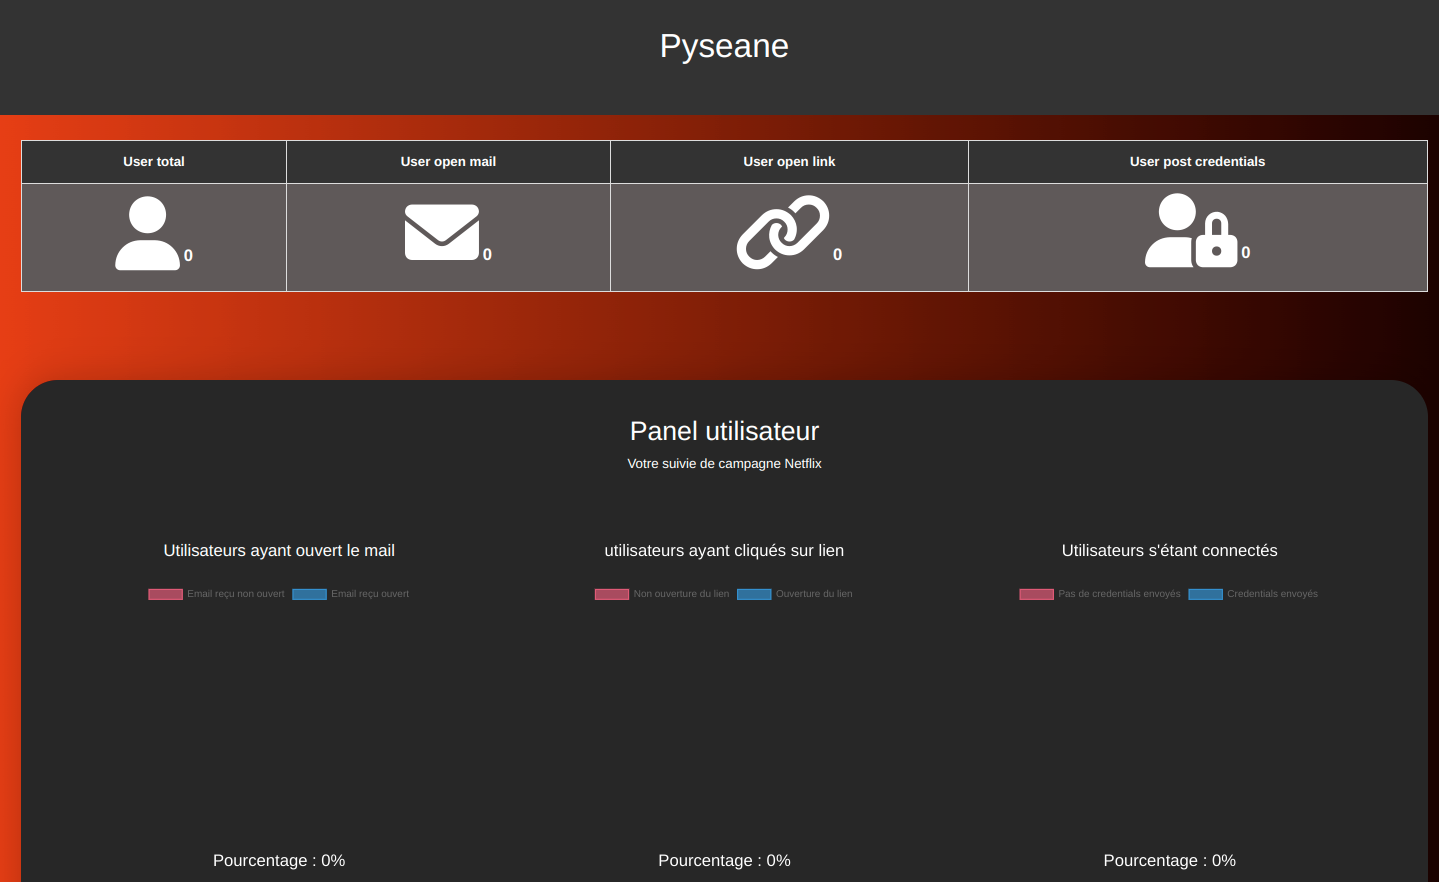 Pyseane
User total
User open mail
User open link
User post credentials
0
0
0
0
Panel utilisateur
Votre suivie de campagne Netflix
Utilisateurs ayant ouvert le mail
utilisateurs ayant cliqués sur lien
Utilisateurs s'étant connectés
Email reçu non ouvert
Email reçu ouvert
Non ouverture du lien
Ouverture du lien
Pas de credentials envoyés
Credentials envoyés
Pourcentage : 0%
Pourcentage : 0%
Pourcentage : 0%